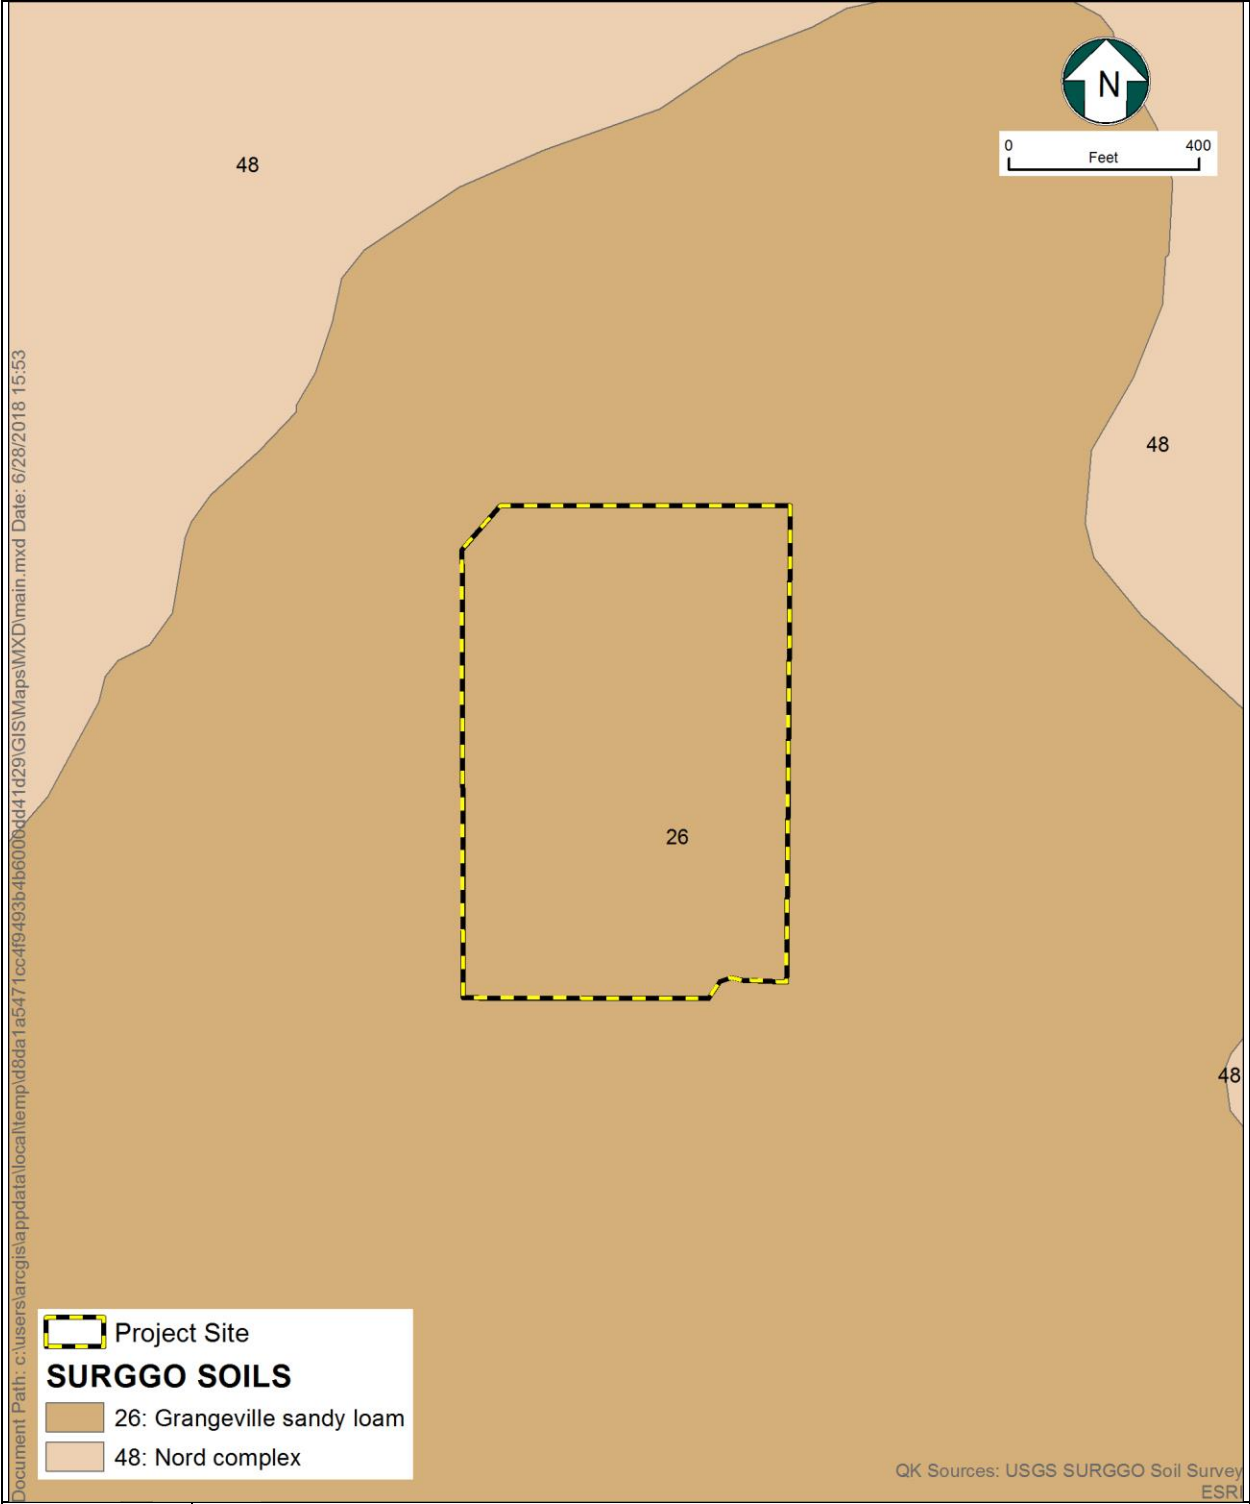 48
N
0 400
Feet
48
26
48
Project Site
SURGGO SOILS
26: Grangeville sandy loam
48: Nord complex
QK Sources: USGS SURGGO Soil Survey
ESRI
Document Path: c:\users\arcgis\appdata\local\temp\d8da1a5471cc4f9493b4b6000dd41d29\GIS\Maps\MXD\main.mxd Date: 6/28/2018 15:53